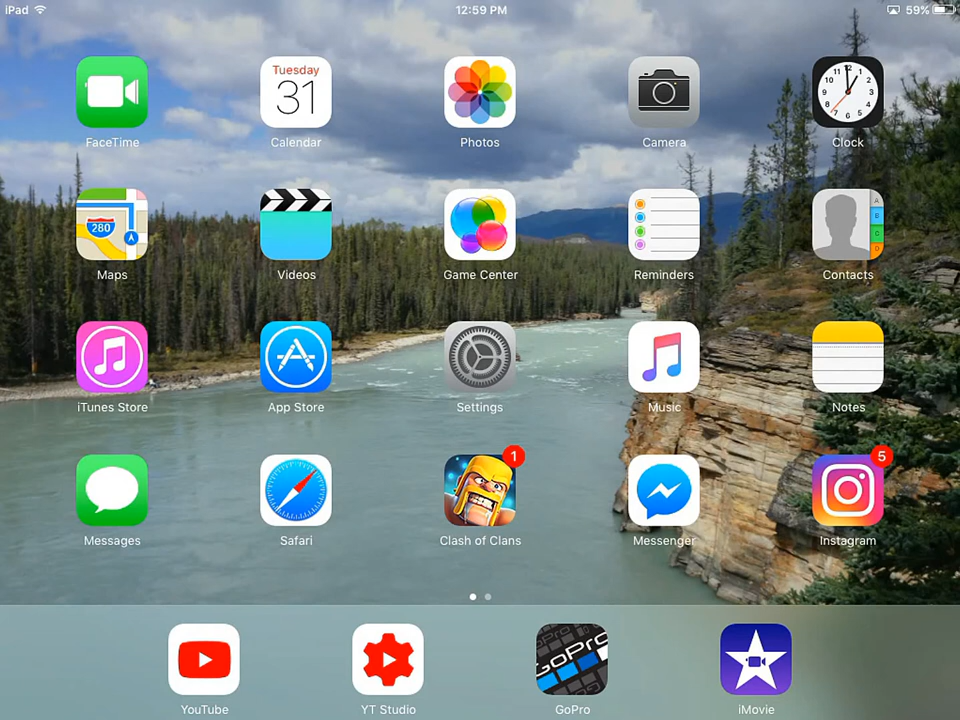 iPad 12:59 PM 59%
Tuesday
31
FaceTime Calendar Photos Camera Clock
280
A
B
C
D
Maps Videos Game Center Reminders Contacts
iTunes Store App Store Settings Music Notes
1 5
Messages Safari Clash of Clans Messenger Instagram
GoPro
YouTube YT Studio GoPro iMovie